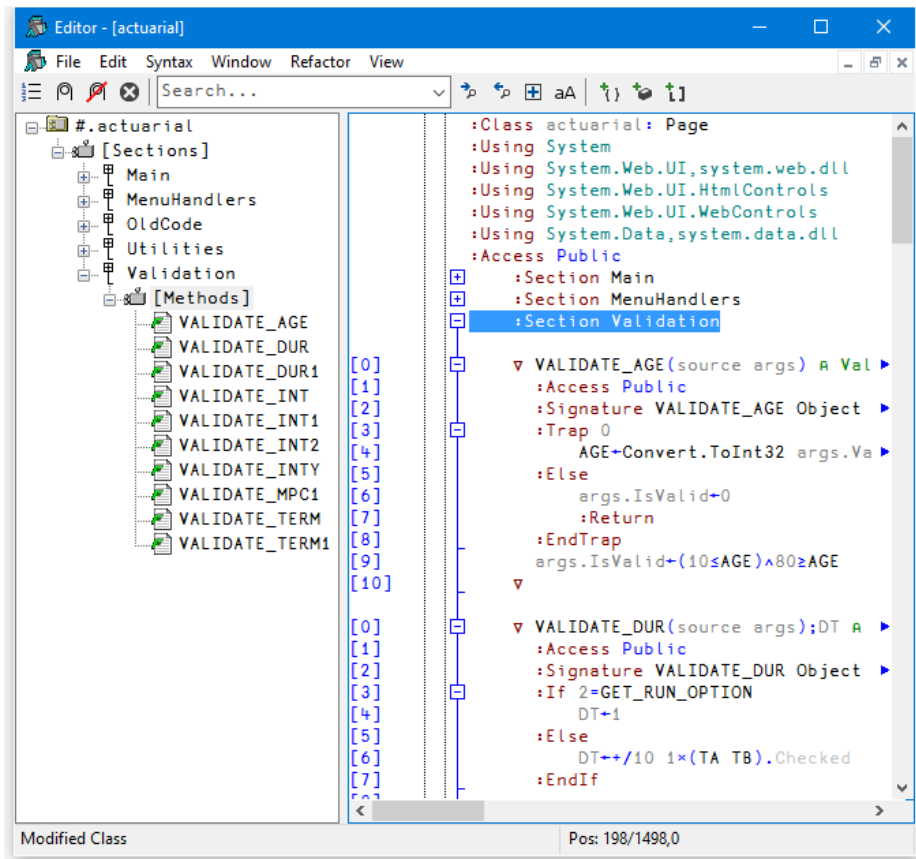 Editor - [actuarial]
File Edit Syntax Window Refactor View
Search...
aA
#.actuarial
[Sections]
Main
MenuHandlers
OldCode
Utilities
Validation
[Methods]
VALIDATE_AGE
VALIDATE_DUR
VALIDATE_DUR1
VALIDATE_INT
VALIDATE_INT1
VALIDATE_INT2
VALIDATE_INTY
VALIDATE_MPC1
VALIDATE_TERM
VALIDATE_TERM1
:Class actuarial: Page
:Using System
:Using System.Web.UI,system.web.dll
:Using System.Web.UI.HtmlControls
:Using System.Web.UI.WebControls
:Using System.Data,system.data.dll
:Access Public
:Section Main
:Section MenuHandlers
:Section Validation
[0] ∇ VALIDATE_AGE(source args) ⍝ Val
[1] :Access Public
[2] :Signature VALIDATE_AGE Object
[3] :Trap 0
[4] AGE←Convert.ToInt32 args.Va
[5] :Else
[6] args.IsValid←0
[7] :Return
[8] :EndTrap
[9] args.IsValid←(10≤AGE)∧80≥AGE
[10] ∇
[0] ∇ VALIDATE_DUR(source args);DT ⍝
[1] :Access Public
[2] :Signature VALIDATE_DUR Object
[3] :If 2=GET_RUN_OPTION
[4] DT←1
[5] :Else
[6] DT←+/10 1×(TA TB).Checked
[7] :EndIf
Modified Class
Pos: 198/1498,0